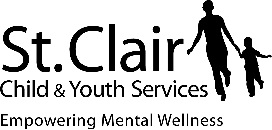 St. Clair
Child & Youth Services
Empowering Mental Wellness